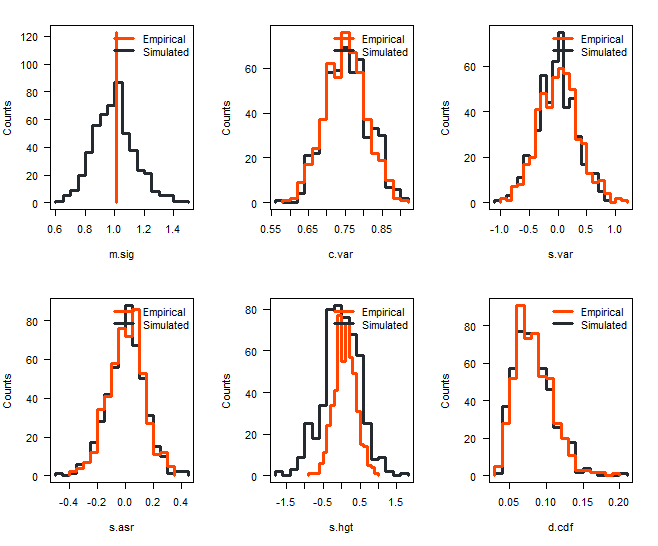 Counts
120
100
80
60
40
20
0
Empirical
Simulated
0.6 0.8 1.0 1.2 1.4
m.sig
Counts
60
40
20
0
Empirical
Simulated
0.55 0.65 0.75 0.85
c.var
Counts
60
40
20
0
Empirical
Simulated
-1.0 -0.5 0.0 0.5 1.0
s.var
Counts
80
60
40
20
0
Empirical
Simulated
-0.4 -0.2 0.0 0.2 0.4
s.asr
Counts
80
60
40
20
0
Empirical
Simulated
-1.5 -0.5 0.5 1.5
s.hgt
Counts
80
60
40
20
0
Empirical
Simulated
0.05 0.10 0.15 0.20
d.cdf